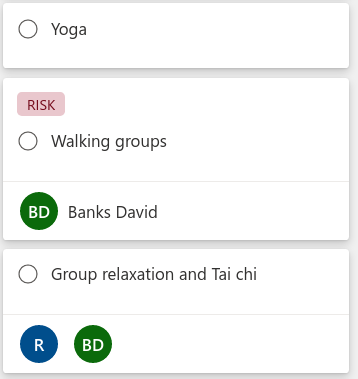 Yoga
RISK
Walking groups
BD Banks David
Group relaxation and Tai chi
R BD